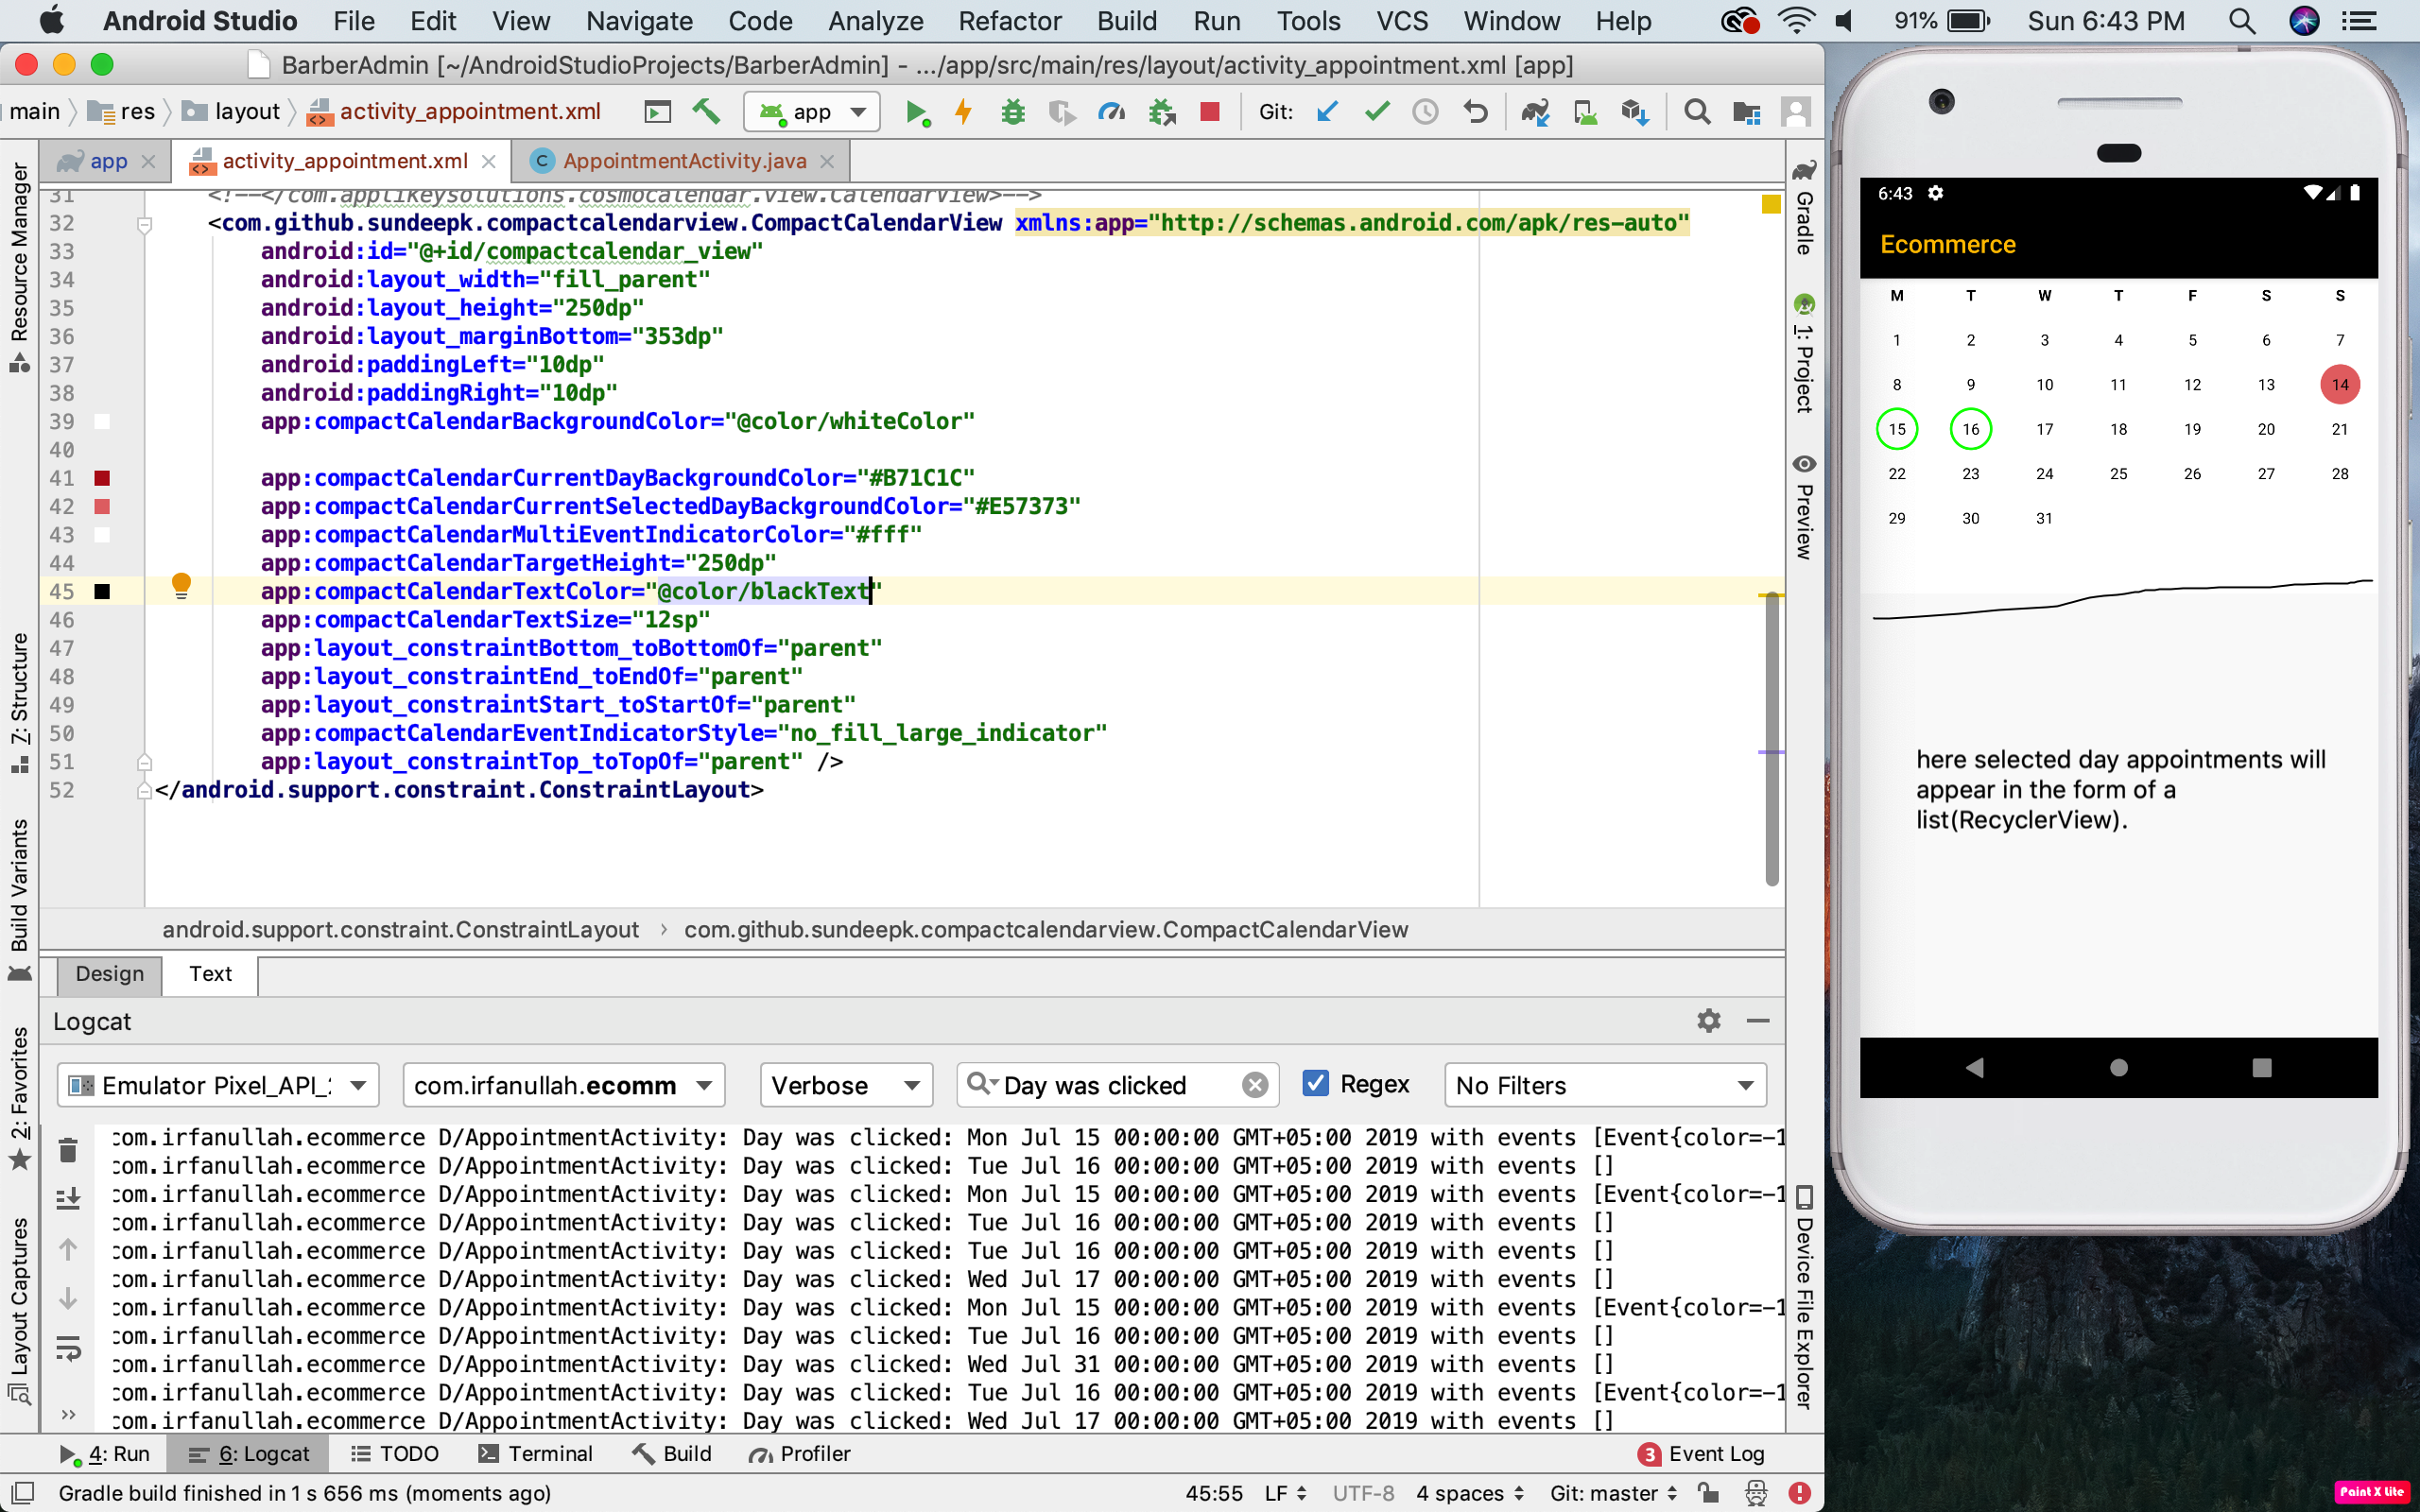 Android Studio File Edit View Navigate Code Analyze Refactor Build Run Tools VCS Window Help 91% Sun 6:43 PM
BarberAdmin [~/AndroidStudioProjects/BarberAdmin] - .../app/src/main/res/layout/activity_appointment.xml [app]
main res layout activity_appointment.xml app Git:
app activity_appointment.xml AppointmentActivity.java
31 <!--</com.applikeysolutions.cosmocalendar.view.CalendarView>-->
32 <com.github.sundeepk.compactcalendarview.CompactCalendarView xmlns:app="http://schemas.android.com/apk/res-auto"
33 android:id="@+id/compactcalendar_view"
34 android:layout_width="fill_parent"
35 android:layout_height="250dp"
36 android:layout_marginBottom="353dp"
37 android:paddingLeft="10dp"
38 android:paddingRight="10dp"
39 app:compactCalendarBackgroundColor="@color/whiteColor"
40
41 app:compactCalendarCurrentDayBackgroundColor="#B71C1C"
42 app:compactCalendarCurrentSelectedDayBackgroundColor="#E57373"
43 app:compactCalendarMultiEventIndicatorColor="#fff"
44 app:compactCalendarTargetHeight="250dp"
45 app:compactCalendarTextColor="@color/blackText"
46 app:compactCalendarTextSize="12sp"
47 app:layout_constraintBottom_toBottomOf="parent"
48 app:layout_constraintEnd_toEndOf="parent"
49 app:layout_constraintStart_toStartOf="parent"
50 app:compactCalendarEventIndicatorStyle="no_fill_large_indicator"
51 app:layout_constraintTop_toTopOf="parent" />
52 </android.support.constraint.ConstraintLayout>
android.support.constraint.ConstraintLayout › com.github.sundeepk.compactcalendarview.CompactCalendarView
Design Text
Logcat
Emulator Pixel_API_2 com.irfanullah.ecomm Verbose Day was clicked Regex No Filters
com.irfanullah.ecommerce D/AppointmentActivity: Day was clicked: Mon Jul 15 00:00:00 GMT+05:00 2019 with events [Event{color=-1
com.irfanullah.ecommerce D/AppointmentActivity: Day was clicked: Tue Jul 16 00:00:00 GMT+05:00 2019 with events []
com.irfanullah.ecommerce D/AppointmentActivity: Day was clicked: Mon Jul 15 00:00:00 GMT+05:00 2019 with events [Event{color=-1
com.irfanullah.ecommerce D/AppointmentActivity: Day was clicked: Tue Jul 16 00:00:00 GMT+05:00 2019 with events []
com.irfanullah.ecommerce D/AppointmentActivity: Day was clicked: Tue Jul 16 00:00:00 GMT+05:00 2019 with events []
com.irfanullah.ecommerce D/AppointmentActivity: Day was clicked: Wed Jul 17 00:00:00 GMT+05:00 2019 with events []
com.irfanullah.ecommerce D/AppointmentActivity: Day was clicked: Mon Jul 15 00:00:00 GMT+05:00 2019 with events [Event{color=-1
com.irfanullah.ecommerce D/AppointmentActivity: Day was clicked: Tue Jul 16 00:00:00 GMT+05:00 2019 with events []
com.irfanullah.ecommerce D/AppointmentActivity: Day was clicked: Wed Jul 31 00:00:00 GMT+05:00 2019 with events []
com.irfanullah.ecommerce D/AppointmentActivity: Day was clicked: Tue Jul 16 00:00:00 GMT+05:00 2019 with events [Event{color=-1
com.irfanullah.ecommerce D/AppointmentActivity: Day was clicked: Wed Jul 17 00:00:00 GMT+05:00 2019 with events []
4: Run 6: Logcat TODO Terminal Build Profiler 3 Event Log
Gradle build finished in 1 s 656 ms (moments ago) 45:55 LF UTF-8 4 spaces Git: master
Resource Manager
Z: Structure
Build Variants
2: Favorites
Layout Captures
Gradle
1: Project
Preview
Device File Explorer
6:43
Ecommerce
M T W T F S S
1 2 3 4 5 6 7
8 9 10 11 12 13 14
15 16 17 18 19 20 21
22 23 24 25 26 27 28
29 30 31
here selected day appointments will
appear in the form of a
list(RecyclerView).
Paint X Lite